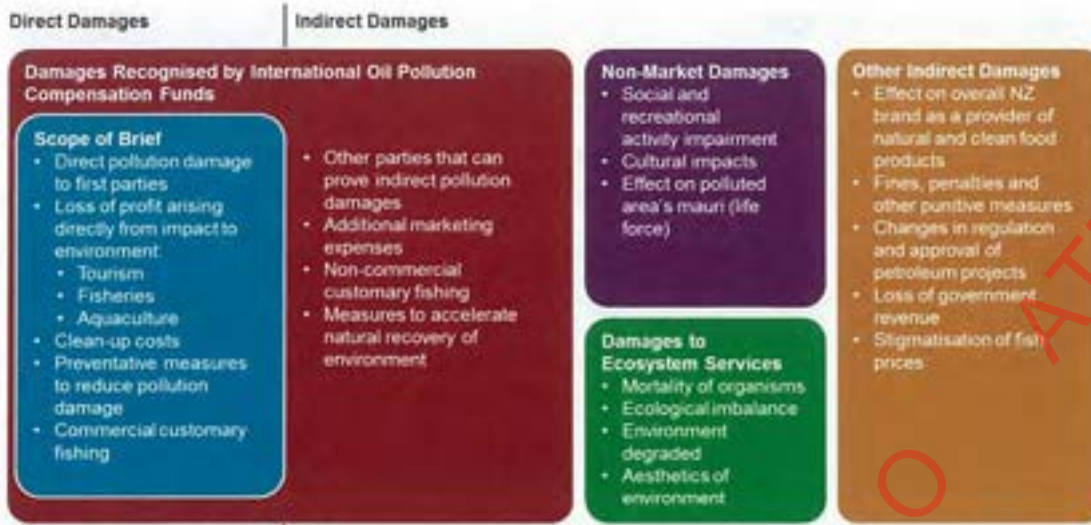 Direct Damages
Indirect Damages
Damages Recognised by International Oil Pollution
Compensation Funds
Scope of Brief
• Direct pollution damage
to first parties
• Loss of profit arising
directly from impact to
environment:
• Tourism
• Fisheries
• Aquaculture
• Clean-up costs
• Preventative measures
to reduce pollution
damage
• Commercial customary
fishing
• Other parties that can
prove indirect pollution
damages
• Additional marketing
expenses
• Non-commercial
customary fishing
• Measures to accelerate
natural recovery of
environment
Non-Market Damages
• Social and
recreational
activity impairment
• Cultural impacts
• Effect on polluted
area's mauri (life
force)
Damages to
Ecosystem Services
• Mortality of organisms
• Ecological imbalance
• Environment
degraded
• Aesthetics of
environment
Other Indirect Damages
• Effect on overall NZ
brand as a provider of
natural and clean food
products
• Fines, penalties and
other punitive measures
• Changes in regulation
and approval of
petroleum projects
• Loss of government
revenue
• Stigmatisation of fish
prices